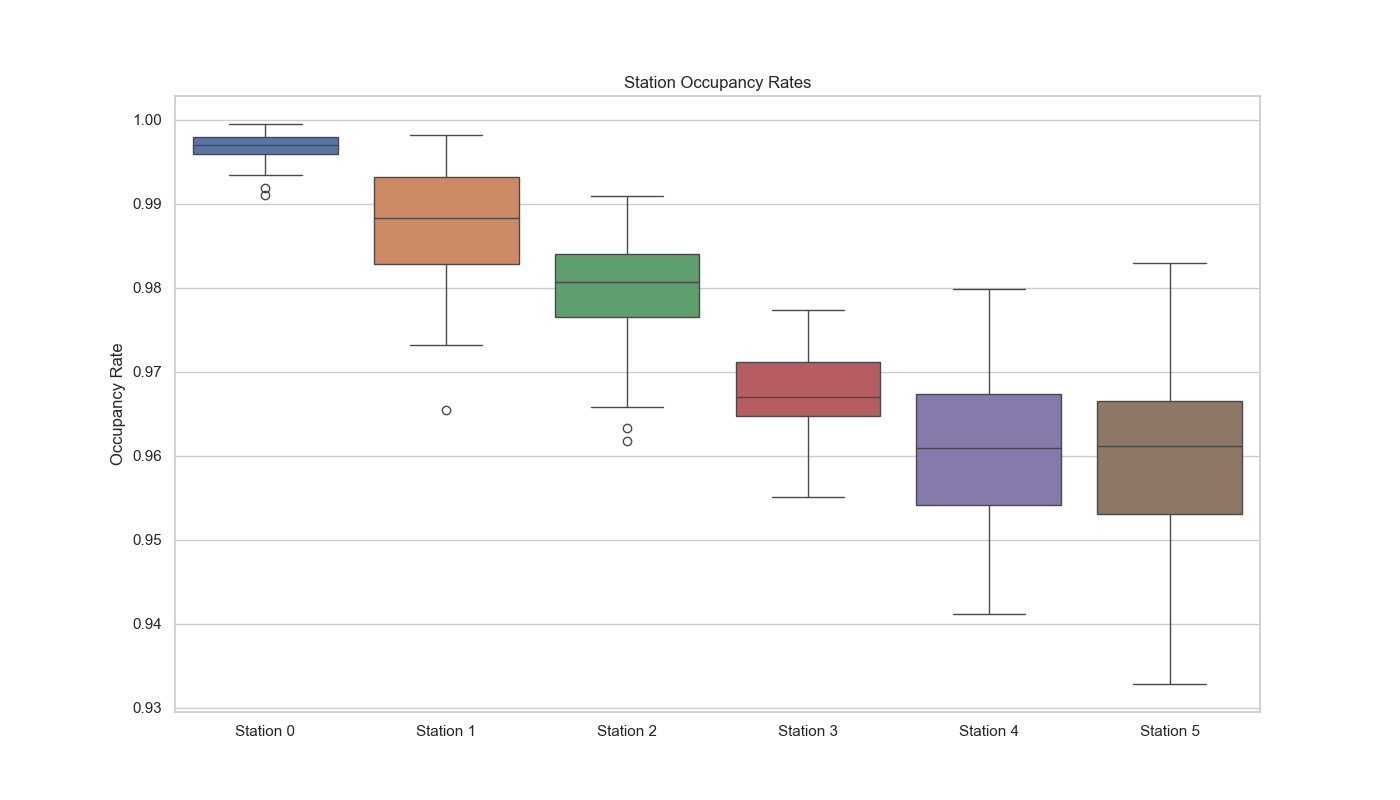 Station Occupancy Rates
Occupancy Rate
1.00
0.99
0.98
0.97
0.96
0.95
0.94
0.93
Station 0
Station 1
Station 2
Station 3
Station 4
Station 5